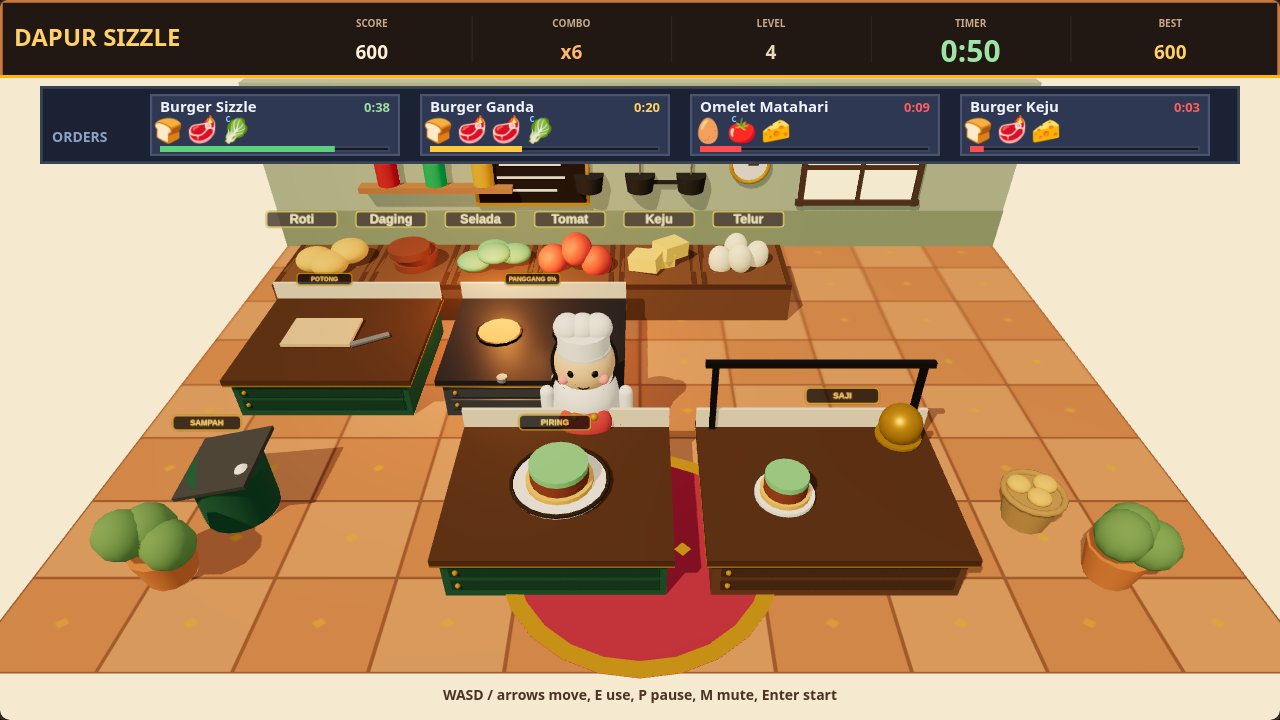 DAPUR SIZZLE
SCORE
600
COMBO
x6
LEVEL
4
TIMER
0:50
BEST
600
ORDERS
Burger Sizzle 0:38
c
Burger Ganda 0:20
c c
Omelet Matahari 0:09
c
Burger Keju 0:03
Roti Daging Selada Tomat Keju Telur
POTONG
PANGGANG 0%
SAJI
SAMPAH
PIRING
WASD / arrows move, E use, P pause, M mute, Enter start